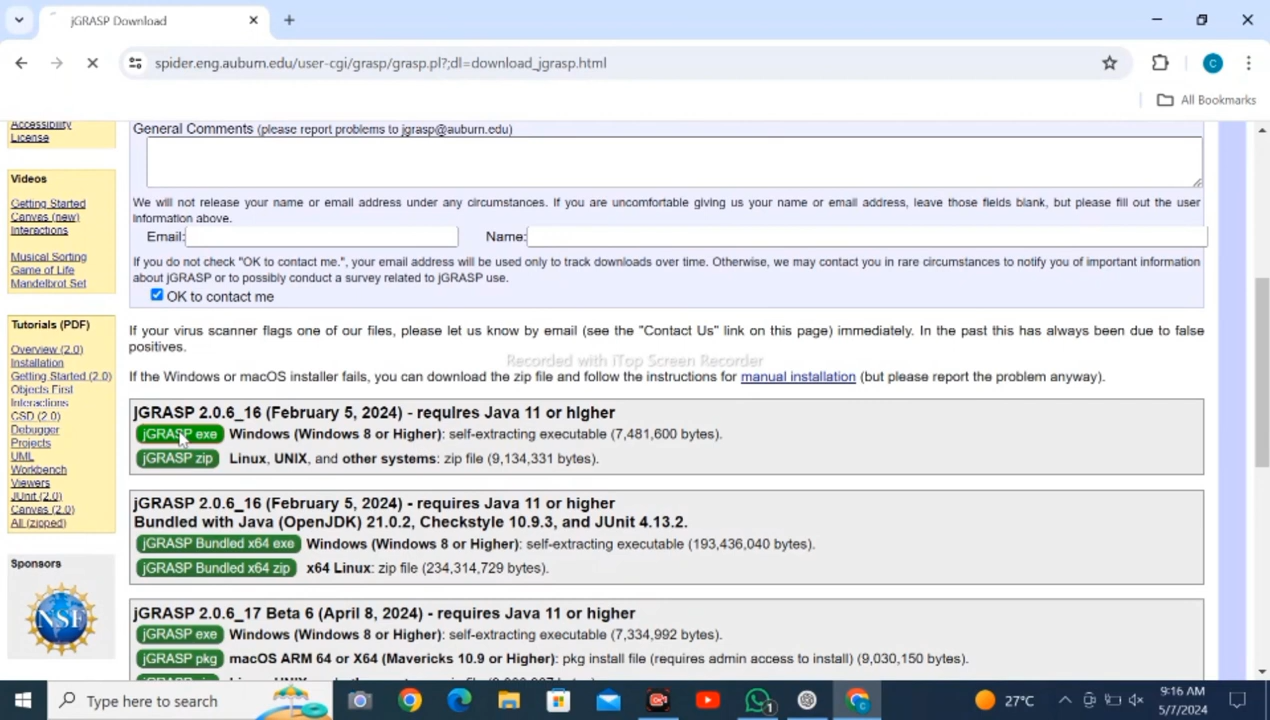 jGRASP Download
spider.eng.auburn.edu/user-cgi/grasp/grasp.pl?;dl=download_jgrasp.html
C
All Bookmarks
Accessibility
License
Videos
Getting Started
Canvas (new)
Interactions
Musical Sorting
Game of Life
Mandelbrot Set
Tutorials (PDF)
Overview (2.0)
Installation
Getting Started (2.0)
Objects First
Interactions
CSD (2.0)
Debugger
Projects
UML
Workbench
Viewers
JUnit (2.0)
Canvas (2.0)
All (zipped)
Sponsors
NSF
General Comments (please report problems to jgrasp@auburn.edu)
We will not release your name or email address under any circumstances. If you are uncomfortable giving us your name or email address, leave those fields blank, but please fill out the user
information above.
Email: Name:
If you do not check "OK to contact me.", your email address will be used only to track downloads over time. Otherwise, we may contact you in rare circumstances to notify you of important information
about jGRASP or to possibly conduct a survey related to jGRASP use.
OK to contact me
If your virus scanner flags one of our files, please let us know by email (see the "Contact Us" link on this page) immediately. In the past this has always been due to false
positives.
Recorded with iTop Screen Recorder
If the Windows or macOS installer fails, you can download the zip file and follow the instructions for manual installation (but please report the problem anyway).
jGRASP 2.0.6_16 (February 5, 2024) - requires Java 11 or higher
jGRASP exe Windows (Windows 8 or Higher): self-extracting executable (7,481,600 bytes).
jGRASP zip Linux, UNIX, and other systems: zip file (9,134,331 bytes).
jGRASP 2.0.6_16 (February 5, 2024) - requires Java 11 or higher
Bundled with Java (OpenJDK) 21.0.2, Checkstyle 10.9.3, and JUnit 4.13.2.
jGRASP Bundled x64 exe Windows (Windows 8 or Higher): self-extracting executable (193,436,040 bytes).
jGRASP Bundled x64 zip x64 Linux: zip file (234,314,729 bytes).
jGRASP 2.0.6_17 Beta 6 (April 8, 2024) - requires Java 11 or higher
jGRASP exe Windows (Windows 8 or Higher): self-extracting executable (7,334,992 bytes).
jGRASP pkg macOS ARM 64 or X64 (Mavericks 10.9 or Higher): pkg install file (requires admin access to install) (9,030,150 bytes).
Type here to search
1
27°C
9:16 AM
5/7/2024